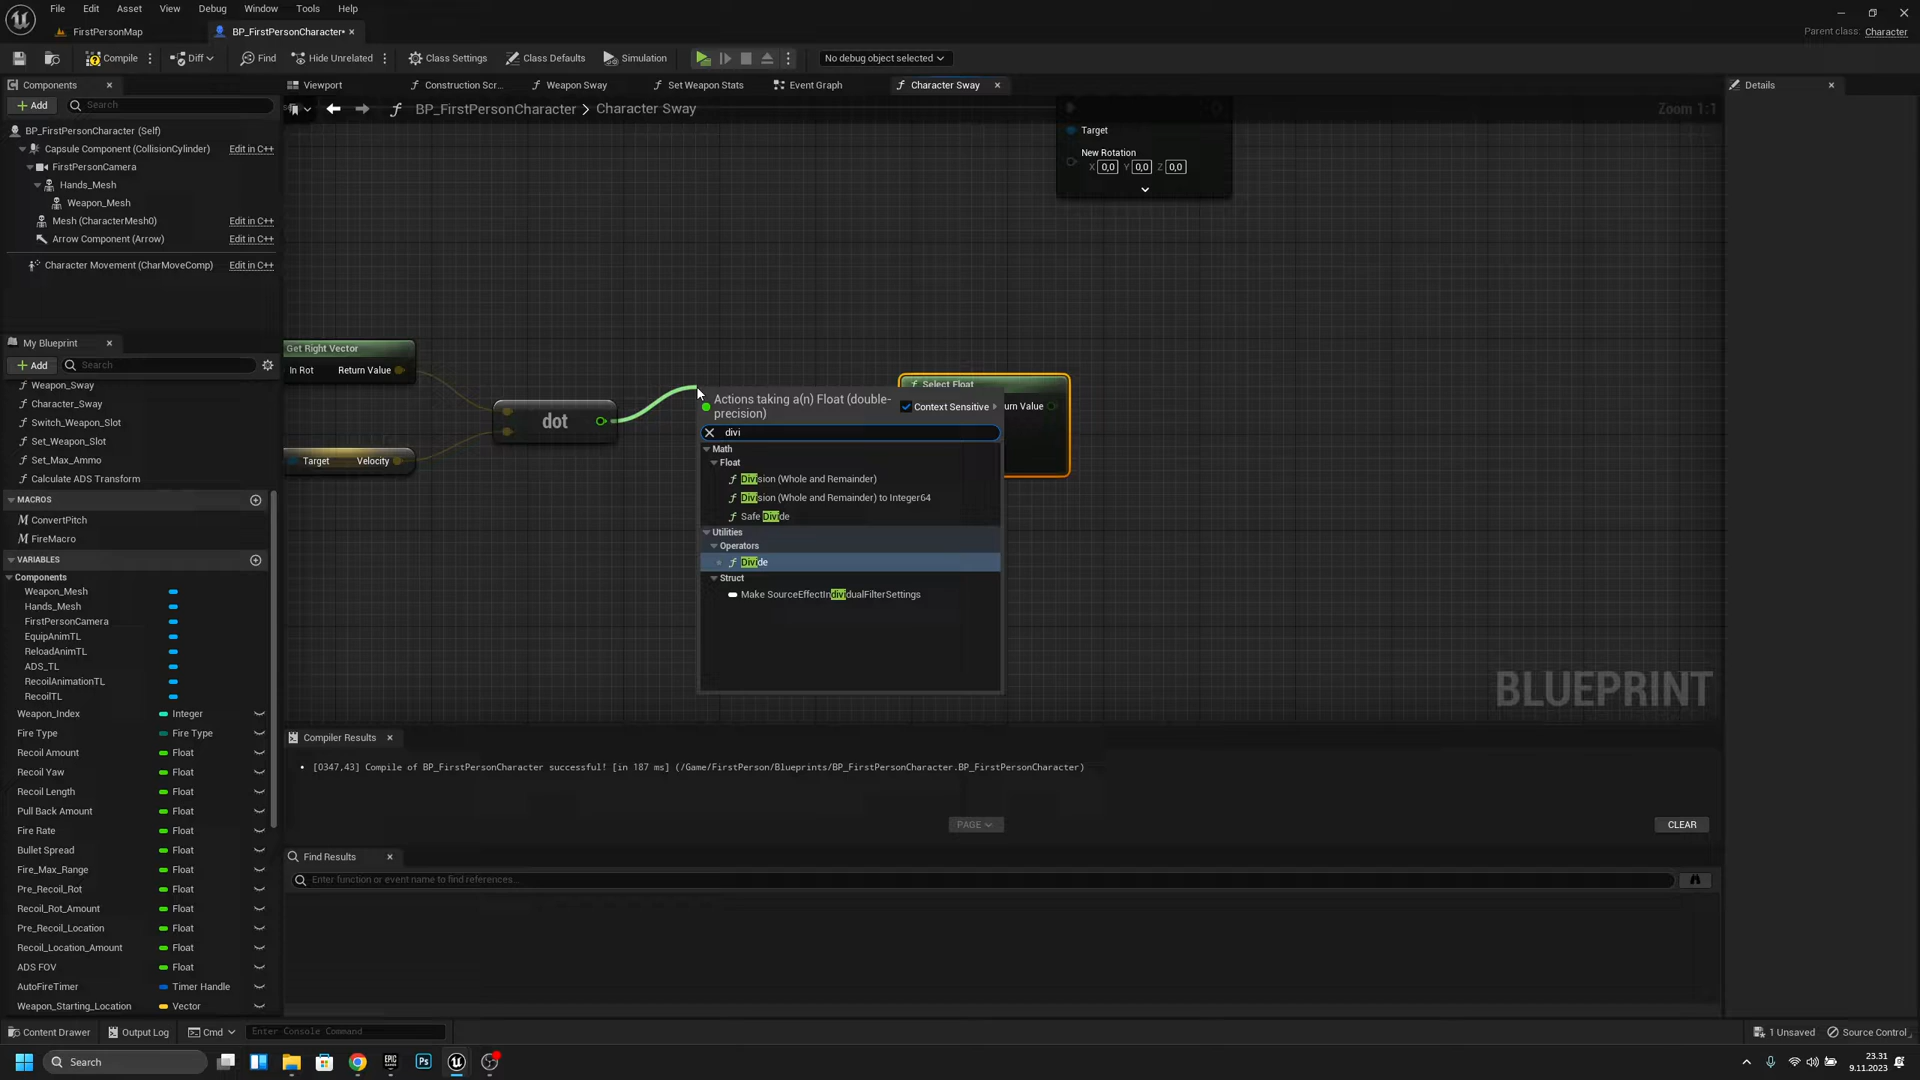 File Edit Asset View Debug Window Tools Help
FirstPersonMap
BP_FirstPersonCharacter•
Parent class: Character
Compile
Diff
Find
Hide Unrelated
Class Settings
Class Defaults
Simulation
No debug object selected
Components
Viewport
Construction Scr...
Weapon Sway
Set Weapon Stats
Event Graph
Character Sway
Details
+ Add
Search
BP_FirstPersonCharacter > Character Sway
Zoom 1:1
BP_FirstPersonCharacter (Self)
Capsule Component (CollisionCylinder) Edit in C++
FirstPersonCamera
Hands_Mesh
Weapon_Mesh
Mesh (CharacterMesh0) Edit in C++
Arrow Component (Arrow) Edit in C++
Character Movement (CharMoveComp) Edit in C++
Target
New Rotation
X 0,0 Y 0,0 Z 0,0
My Blueprint
+ Add
Search
Weapon_Sway
Character_Sway
Switch_Weapon_Slot
Set_Weapon_Slot
Set_Max_Ammo
Calculate ADS Transform
MACROS
ConvertPitch
FireMacro
VARIABLES
Components
Weapon_Mesh
Hands_Mesh
FirstPersonCamera
EquipAnimTL
ReloadAnimTL
ADS_TL
RecoilAnimationTL
RecoilTL
Weapon_Index Integer
Fire Type Fire Type
Recoil Amount Float
Recoil Yaw Float
Recoil Length Float
Pull Back Amount Float
Fire Rate Float
Bullet Spread Float
Fire_Max_Range Float
Pre_Recoil_Rot Float
Recoil_Rot_Amount Float
Pre_Recoil_Location Float
Recoil_Location_Amount Float
ADS FOV Float
AutoFireTimer Timer Handle
Weapon_Starting_Location Vector
Get Right Vector
In Rot Return Value
dot
Target Velocity
Select Float
urn Value
Actions taking a(n) Float (double-
precision)
Context Sensitive
divi
Math
Float
Division (Whole and Remainder)
Division (Whole and Remainder) to Integer64
Safe Divide
Utilities
Operators
Divide
Struct
Make SourceEffectIndividualFilterSettings
BLUEPRINT
Compiler Results
[0347,43] Compile of BP_FirstPersonCharacter successful! [in 187 ms] (/Game/FirstPerson/Blueprints/BP_FirstPersonCharacter.BP_FirstPersonCharacter)
PAGE
CLEAR
Find Results
Enter function or event name to find references...
Content Drawer
Output Log
Cmd
Enter Console Command
1 Unsaved
Source Control
Search
EPIC
Ps
23.31
9.11.2023